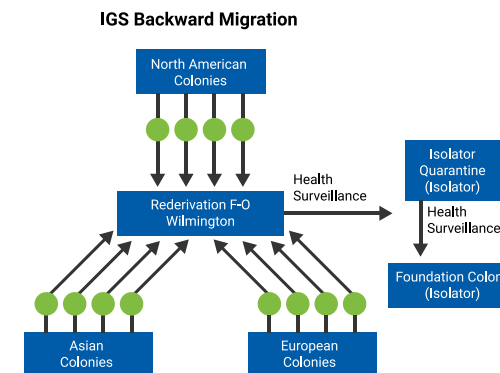 IGS Backward Migration
North American
Colonies
Isolator
Quarantine
(Isolator)
Health
Surveillance
Rederivation F-O
Wilmington
Health
Surveillance
Foundation Colon
(Isolator)
Asian
Colonies
European
Colonies